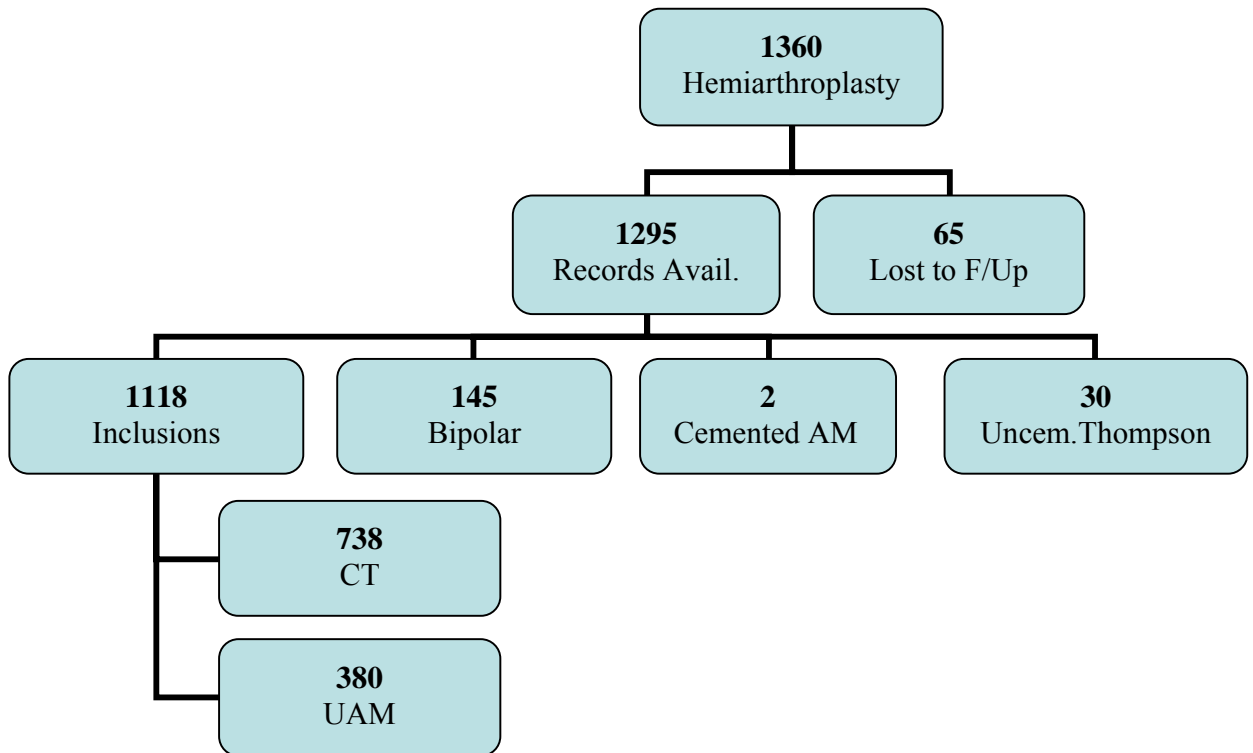 1360
Hemiarthroplasty
1295
Records Avail.
65
Lost to F/Up
1118
Inclusions
145
Bipolar
2
Cemented AM
30
Uncem.Thompson
738
CT
380
UAM